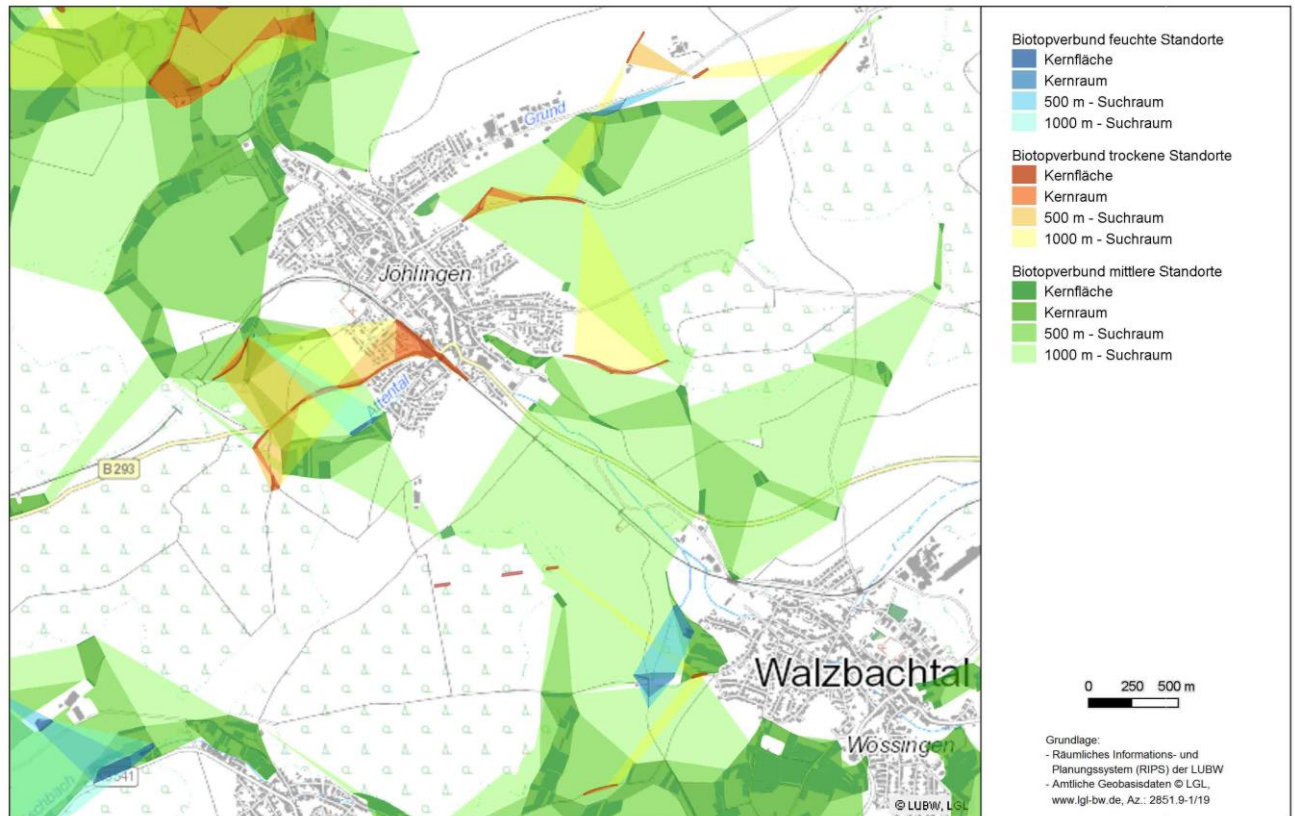 Grund
Jöhlingen
Attental
B 293
Walzbachtal
Wössingen
© LUBW, LGL
Biotopverbund feuchte Standorte
Kernfläche
Kernraum
500 m - Suchraum
1000 m - Suchraum
Biotopverbund trockene Standorte
Kernfläche
Kernraum
500 m - Suchraum
1000 m - Suchraum
Biotopverbund mittlere Standorte
Kernfläche
Kernraum
500 m - Suchraum
1000 m - Suchraum
0 250 500 m
Grundlage:
- Räumliches Informations- und
Planungssystem (RIPS) der LUBW
- Amtliche Geobasisdaten © LGL,
www.lgl-bw.de, Az.: 2851.9-1/19